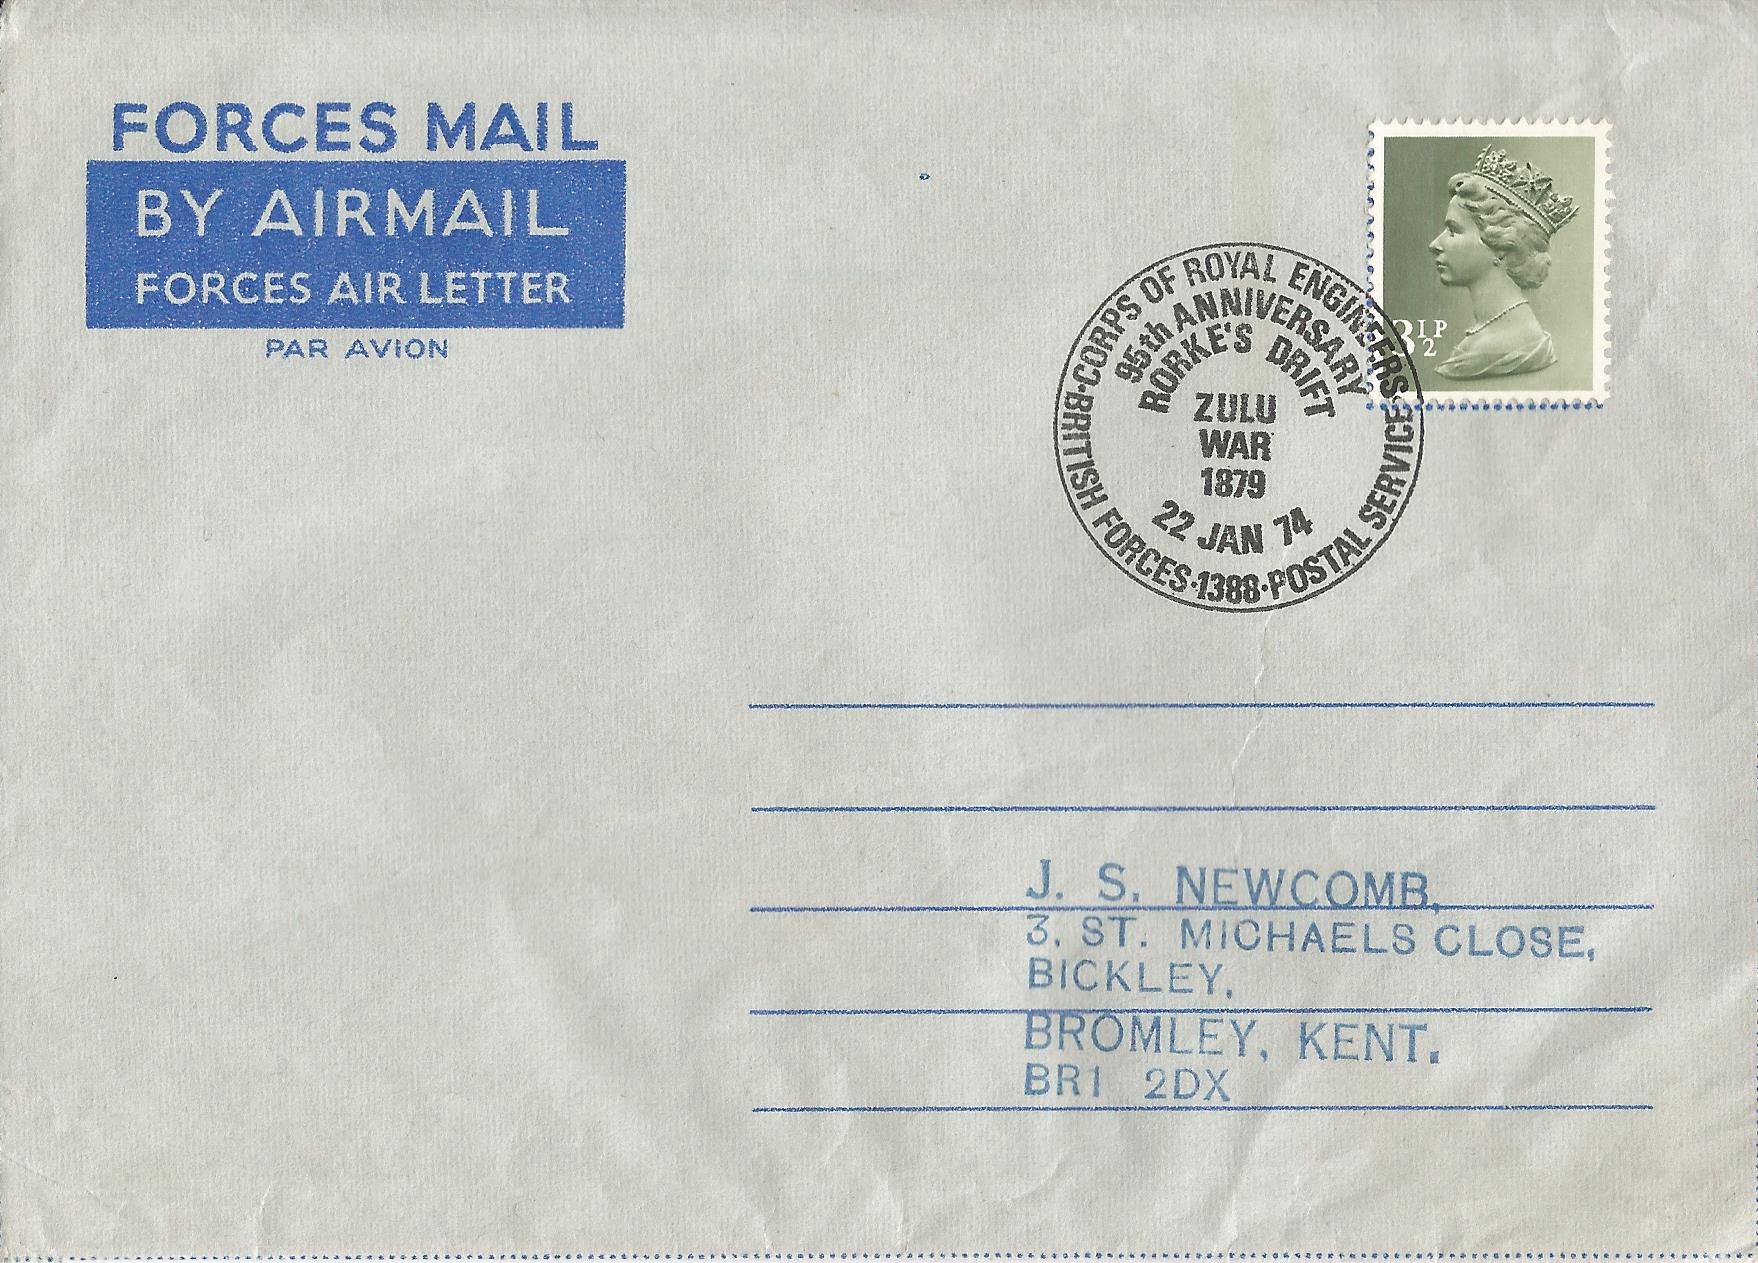 FORCES MAIL
BY AIRMAIL
FORCES AIR LETTER
PAR AVION
3½P
·CORPS OF ROYAL ENGINEERS·
95th ANNIVERSARY
RORKE'S DRIFT
ZULU
WAR
1879
22 JAN 74
BRITISH FORCES·1388·POSTAL SERVICE
J. S. NEWCOMB,
3, ST. MICHAELS CLOSE,
BICKLEY,
BROMLEY, KENT.
BR1 2DX